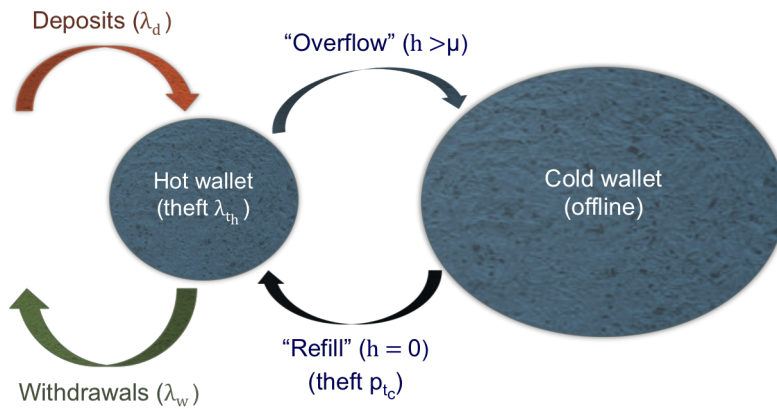 Deposits (λd)
“Overflow” (h >μ)
Hot wallet
(theft λth)
Cold wallet
(offline)
“Refill” (h = 0)
(theft ptc)
Withdrawals (λw)